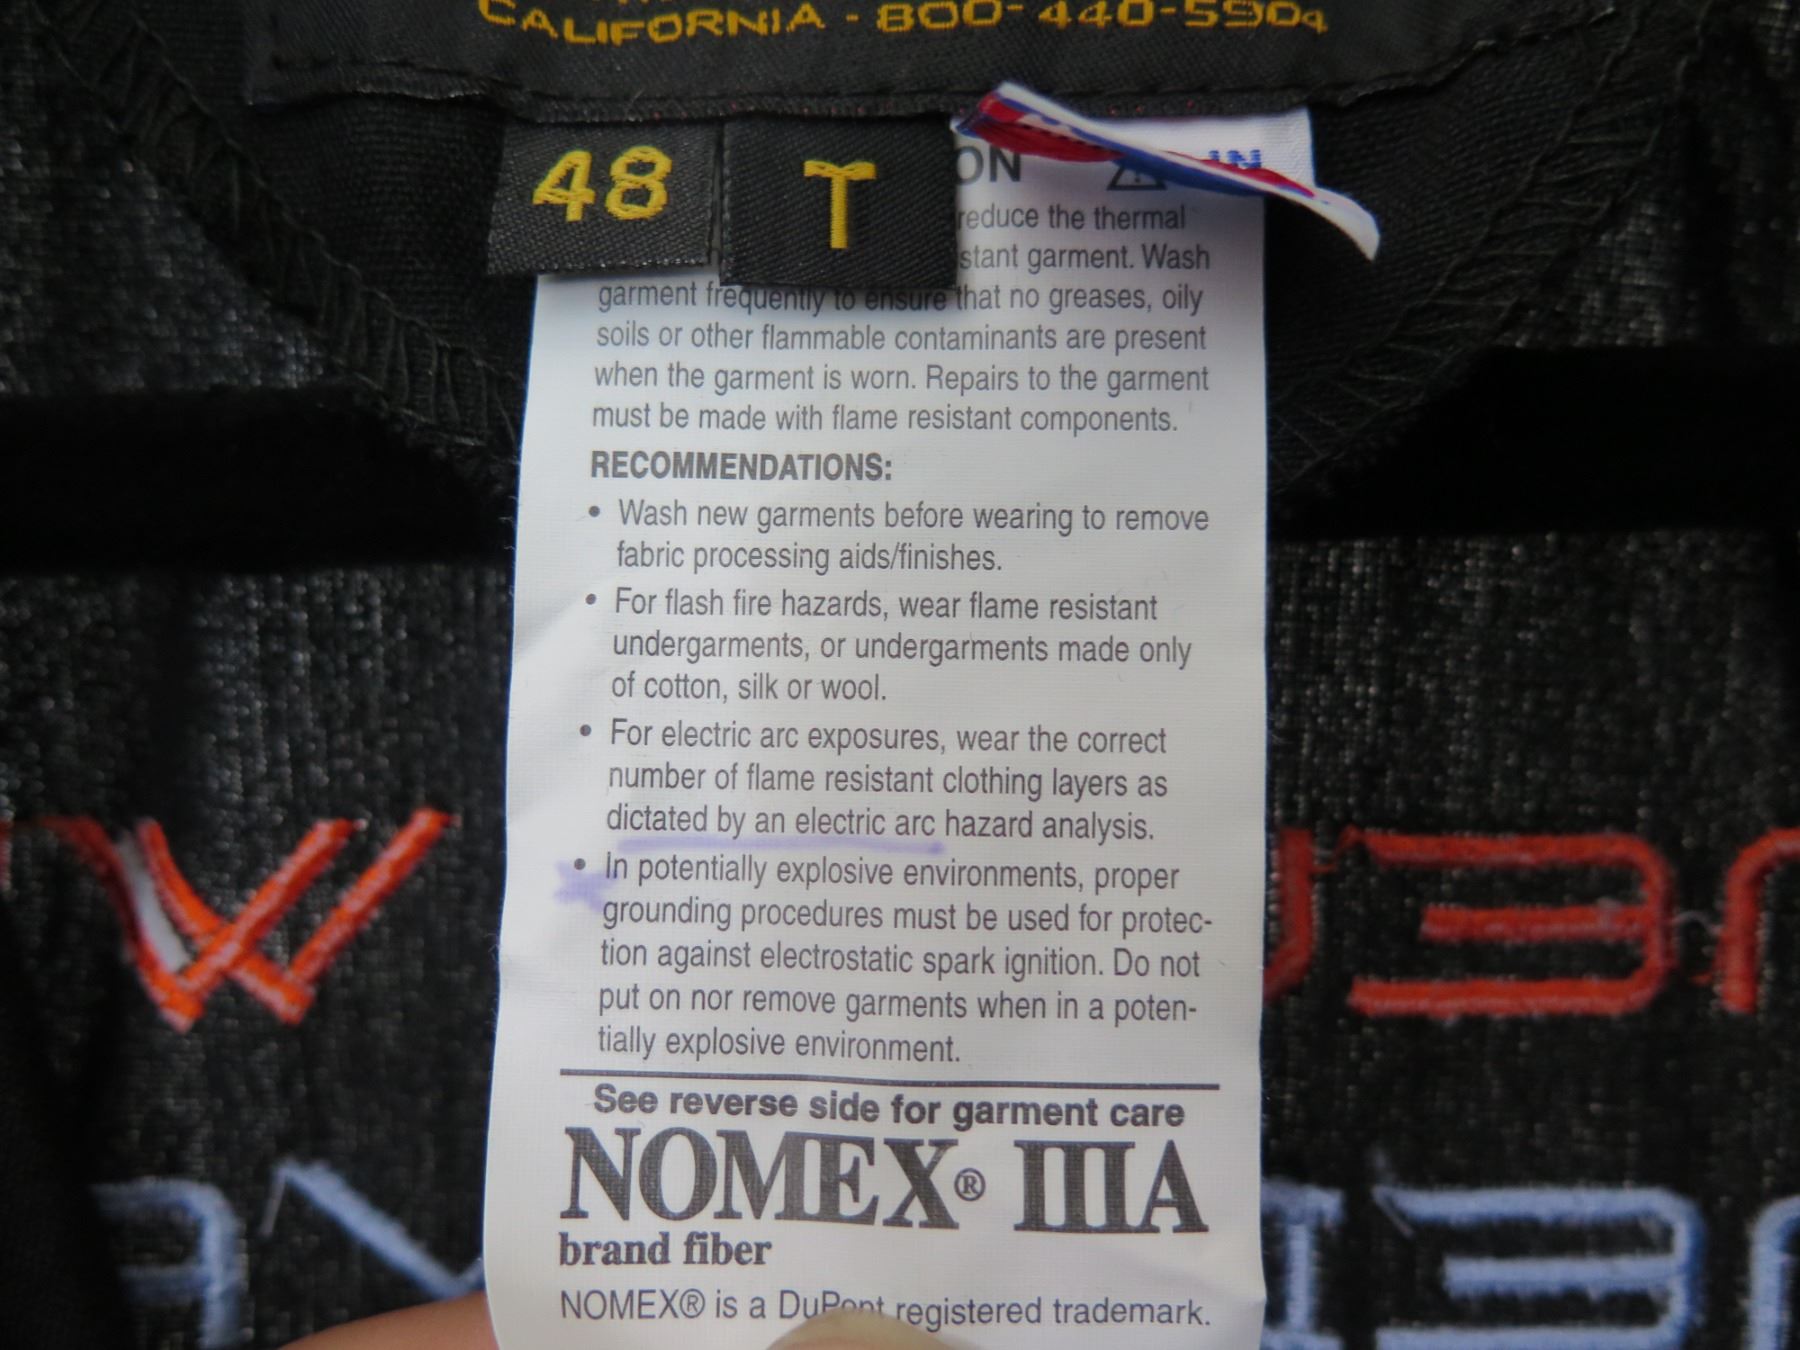 CALIFORNIA - 800-440-5904
48
T
ON
IN
reduce the thermal
garment. Wash
garment frequently to ensure that no greases, oily
soils or other flammable contaminants are present
when the garment is worn. Repairs to the garment
must be made with flame resistant components.
RECOMMENDATIONS:
• Wash new garments before wearing to remove
fabric processing aids/finishes.
• For flash fire hazards, wear flame resistant
undergarments, or undergarments made only
of cotton, silk or wool.
• For electric arc exposures, wear the correct
number of flame resistant clothing layers as
dictated by an electric arc hazard analysis.
• In potentially explosive environments, proper
grounding procedures must be used for protec-
tion against electrostatic spark ignition. Do not
put on nor remove garments when in a poten-
tially explosive environment.
See reverse side for garment care
NOMEX® IIIA
brand fiber
NOMEX® is a DuPont registered trademark.